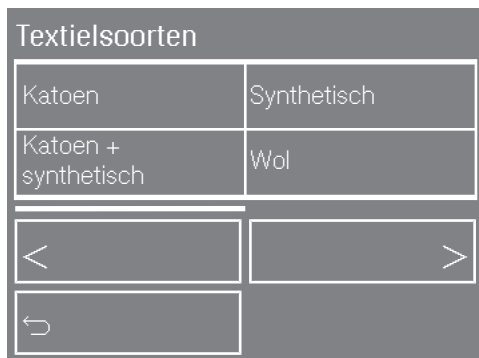 Textielsoorten
Katoen
Synthetisch
Katoen +
synthetisch
Wol
<
>